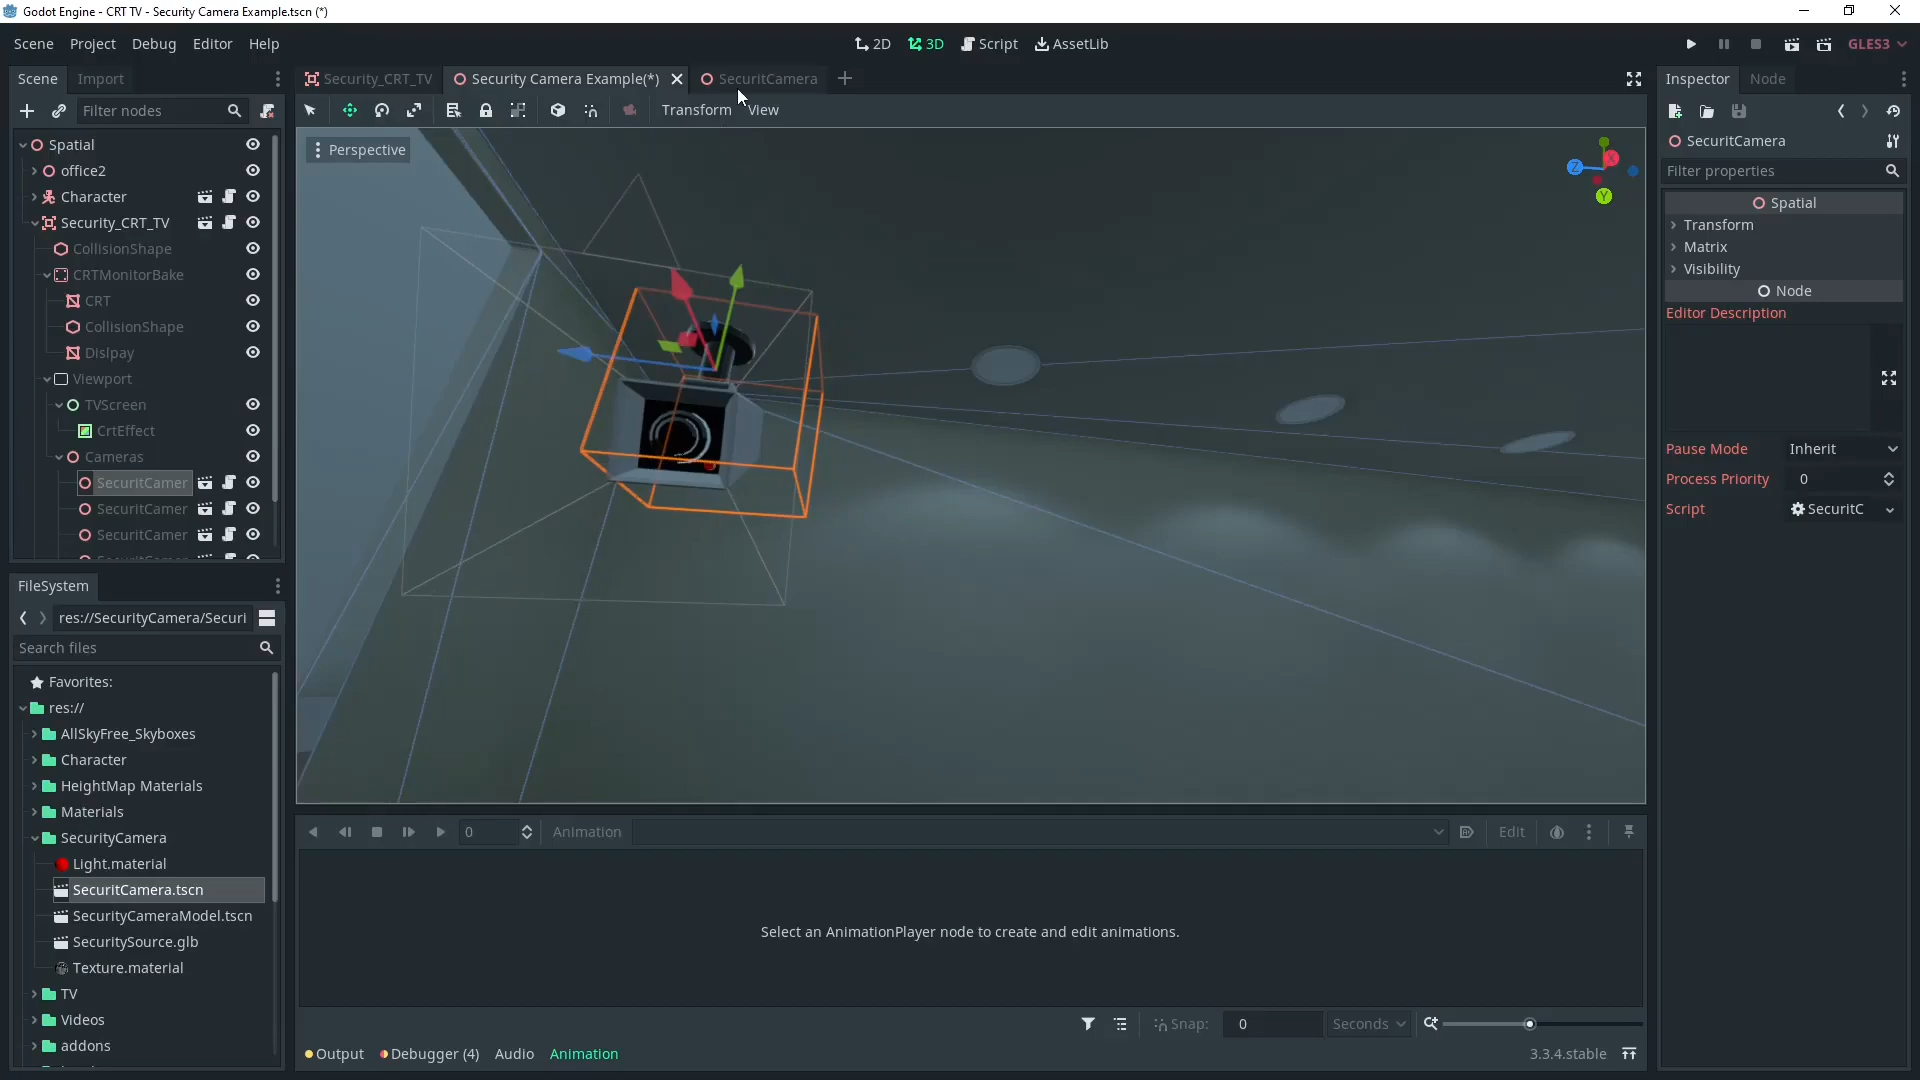 Godot Engine - CRT TV - Security Camera Example.tscn (*)
Scene Project Debug Editor Help
2D 3D Script AssetLib
GLES3
Scene Import
Security_CRT_TV Security Camera Example(*) SecuritCamera
Inspector Node
Filter nodes
Transform View
Perspective
X
Y
Z
Spatial
office2
Character
Security_CRT_TV
CollisionShape
CRTMonitorBake
CRT
CollisionShape
Dislpay
Viewport
TVScreen
CrtEffect
Cameras
SecuritCamer
SecuritCamer
SecuritCamer
SecuritCamera
Filter properties
Spatial
Transform
Matrix
Visibility
Node
Editor Description
Pause Mode Inherit
Process Priority 0
Script SecuritC
FileSystem
res://SecurityCamera/Securi
Search files
Favorites:
res://
AllSkyFree_Skyboxes
Character
HeightMap Materials
Materials
SecurityCamera
Light.material
SecuritCamera.tscn
SecurityCameraModel.tscn
SecuritySource.glb
Texture.material
TV
Videos
addons
0 Animation Edit
Select an AnimationPlayer node to create and edit animations.
Snap: 0 Seconds
Output Debugger (4) Audio Animation
3.3.4.stable